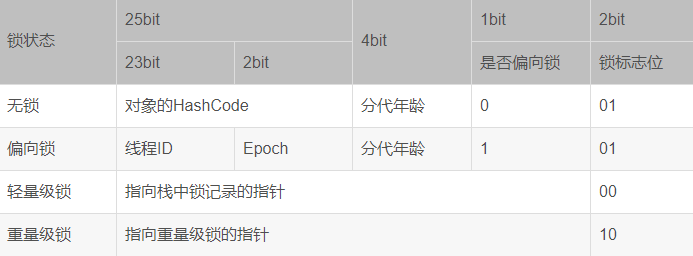 锁状态 25bit 4bit 1bit 2bit
23bit 2bit 是否偏向锁 锁标志位
无锁 对象的HashCode 分代年龄 0 01
偏向锁 线程ID Epoch 分代年龄 1 01
轻量级锁 指向栈中锁记录的指针 00
重量级锁 指向重量级锁的指针 10